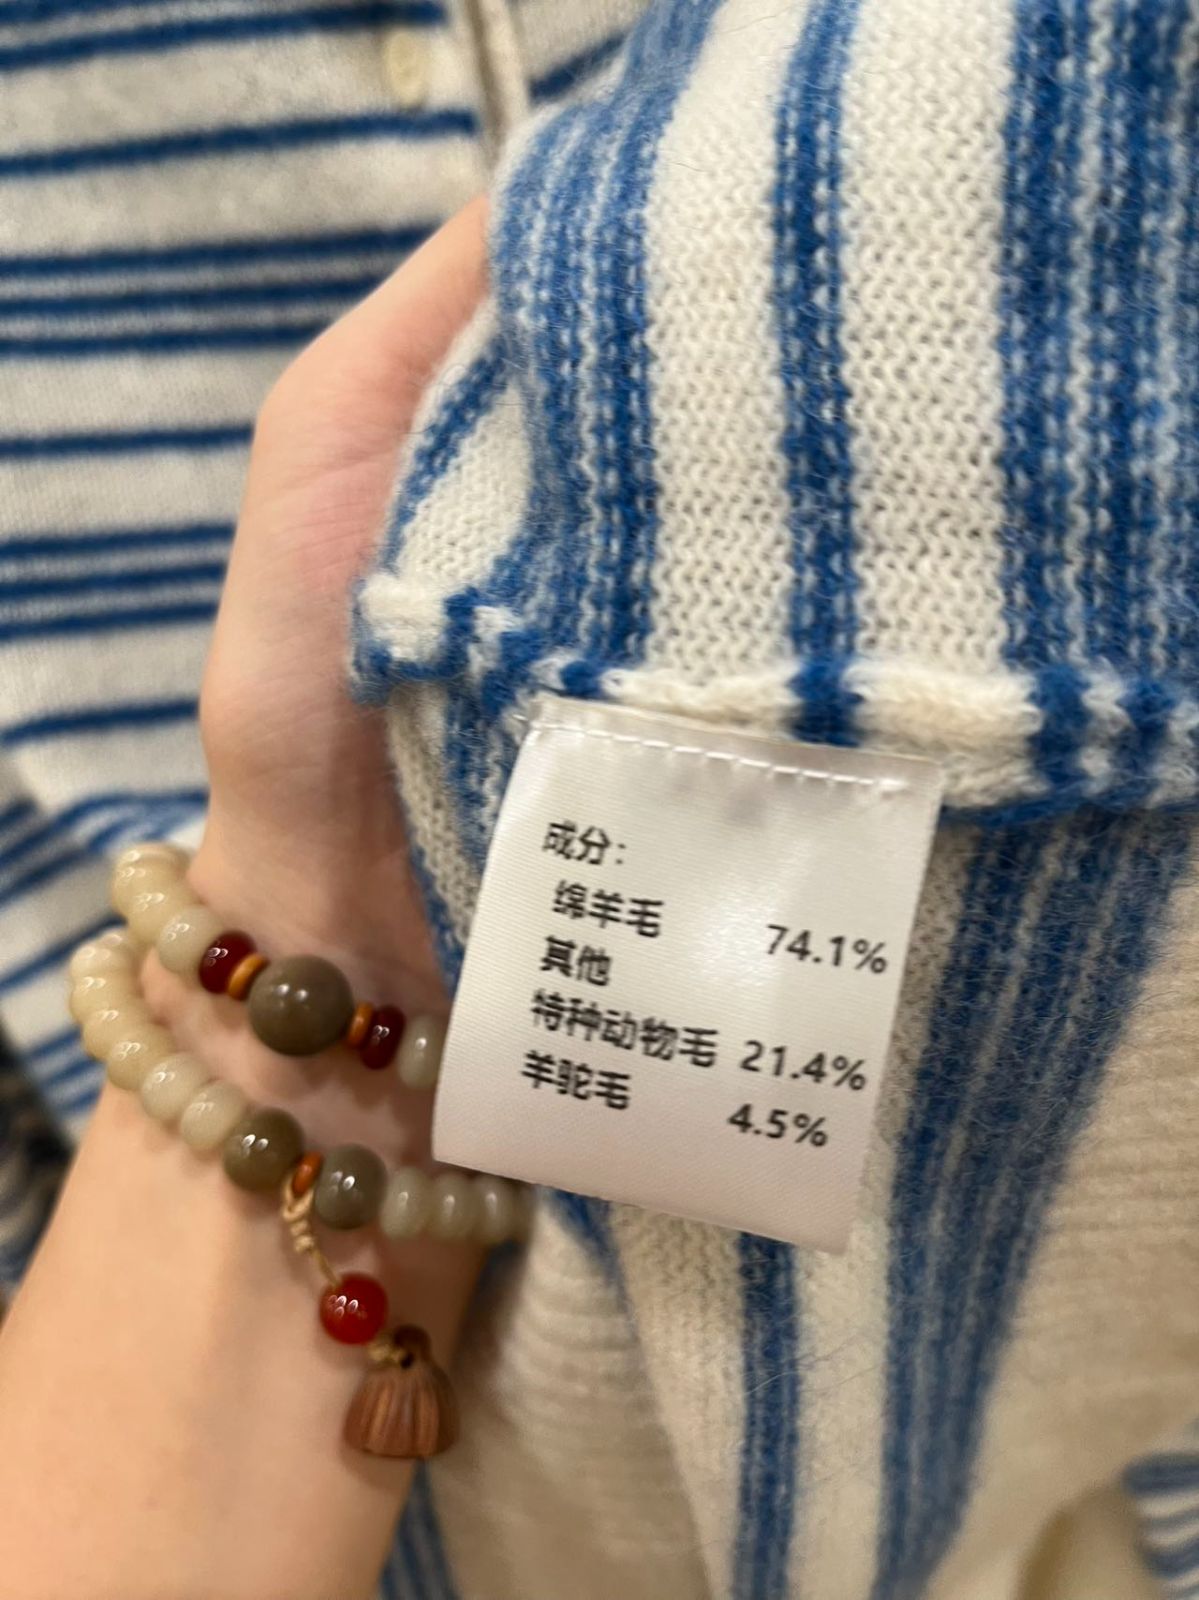 成分：
绵羊毛 74.1%
其他
特种动物毛 21.4%
羊驼毛 4.5%